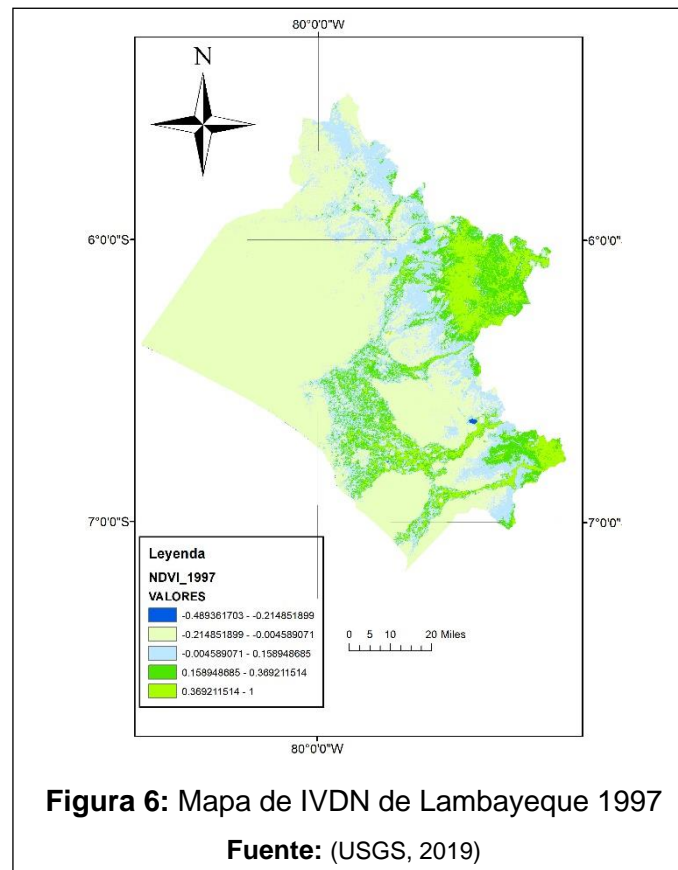 80°0'0"W
N
6°0'0"S
6°0'0"S
7°0'0"S
7°0'0"S
Leyenda
NDVI_1997
VALORES
-0.489361703 - -0.214851899
-0.214851899 - -0.004589071
-0.004589071 - 0.158948685
0.158948685 - 0.369211514
0.369211514 - 1
0 5 10 20 Miles
80°0'0"W
Figura 6: Mapa de IVDN de Lambayeque 1997
Fuente: (USGS, 2019)